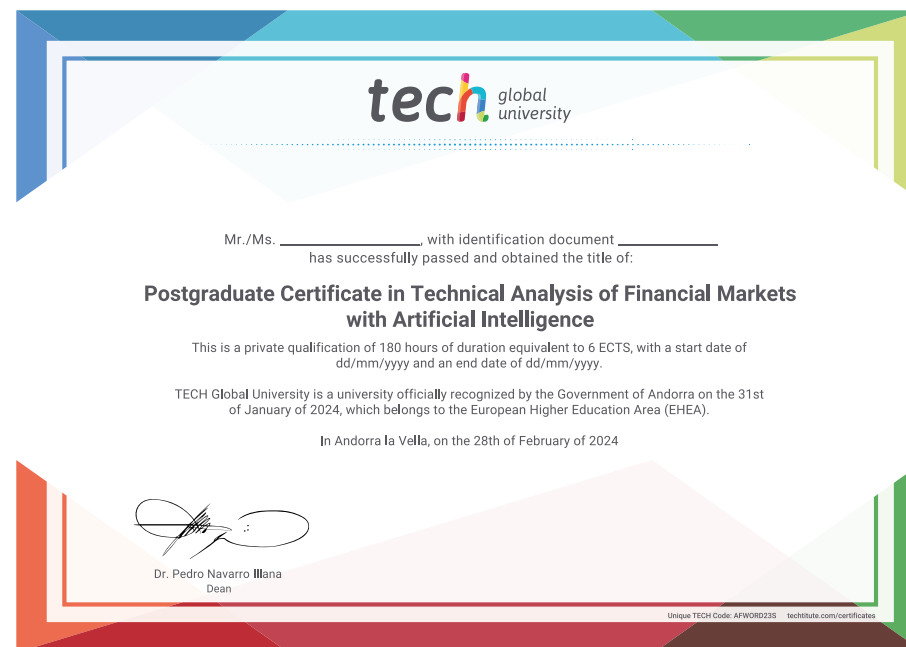 tech global
university
Mr./Ms. ____________, with identification document ____________
has successfully passed and obtained the title of:
Postgraduate Certificate in Technical Analysis of Financial Markets
with Artificial Intelligence
This is a private qualification of 180 hours of duration equivalent to 6 ECTS, with a start date of
dd/mm/yyyy and an end date of dd/mm/yyyy.
TECH Global University is a university officially recognized by the Government of Andorra on the 31st
of January of 2024, which belongs to the European Higher Education Area (EHEA).
In Andorra la Vella, on the 28th of February of 2024
Dr. Pedro Navarro Illana
Dean
Unique TECH Code: AFWORD23S techtitute.com/certificates